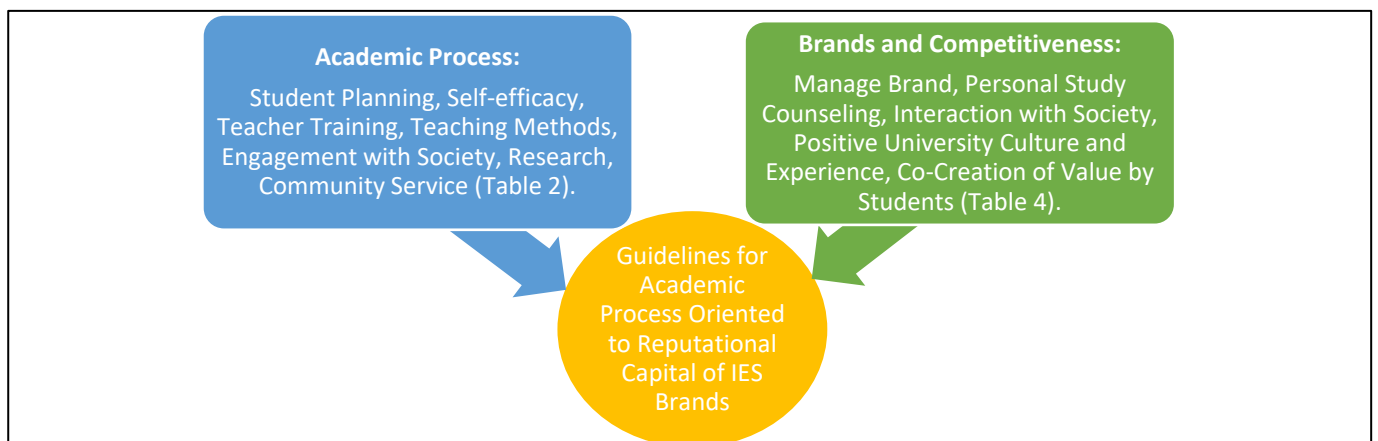 Academic Process:
Student Planning, Self-efficacy,
Teacher Training, Teaching Methods,
Engagement with Society, Research,
Community Service (Table 2).
Brands and Competitiveness:
Manage Brand, Personal Study
Counseling, Interaction with Society,
Positive University Culture and
Experience, Co-Creation of Value by
Students (Table 4).
Guidelines for
Academic
Process Oriented
to Reputational
Capital of IES
Brands